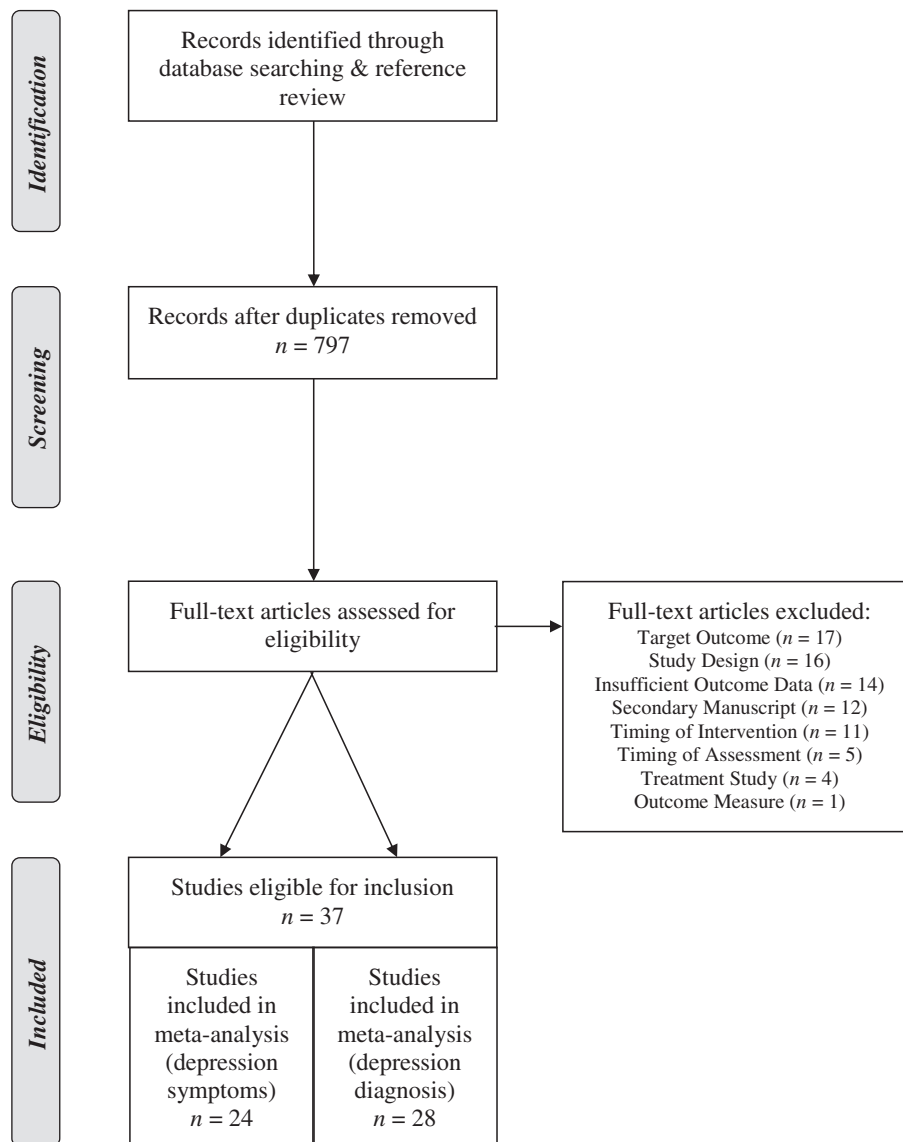 Identification
Records identified through
database searching & reference
review
Screening
Records after duplicates removed
n = 797
Eligibility
Full-text articles assessed for
eligibility
Full-text articles excluded:
Target Outcome (n = 17)
Study Design (n = 16)
Insufficient Outcome Data (n = 14)
Secondary Manuscript (n = 12)
Timing of Intervention (n = 11)
Timing of Assessment (n = 5)
Treatment Study (n = 4)
Outcome Measure (n = 1)
Included
Studies eligible for inclusion
n = 37
Studies
included in
meta-analysis
(depression
symptoms)
n = 24
Studies
included in
meta-analysis
(depression
diagnosis)
n = 28